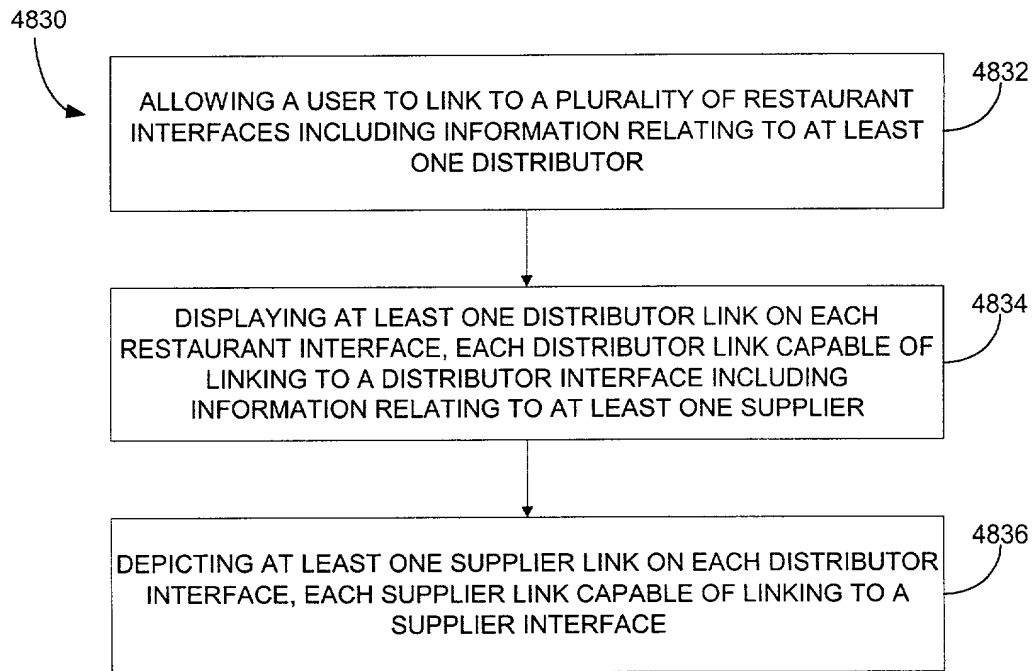 4830
4832
ALLOWING A USER TO LINK TO A PLURALITY OF RESTAURANT
INTERFACES INCLUDING INFORMATION RELATING TO AT LEAST
ONE DISTRIBUTOR
4834
DISPLAYING AT LEAST ONE DISTRIBUTOR LINK ON EACH
RESTAURANT INTERFACE, EACH DISTRIBUTOR LINK CAPABLE OF
LINKING TO A DISTRIBUTOR INTERFACE INCLUDING
INFORMATION RELATING TO AT LEAST ONE SUPPLIER
4836
DEPICTING AT LEAST ONE SUPPLIER LINK ON EACH DISTRIBUTOR
INTERFACE, EACH SUPPLIER LINK CAPABLE OF LINKING TO A
SUPPLIER INTERFACE